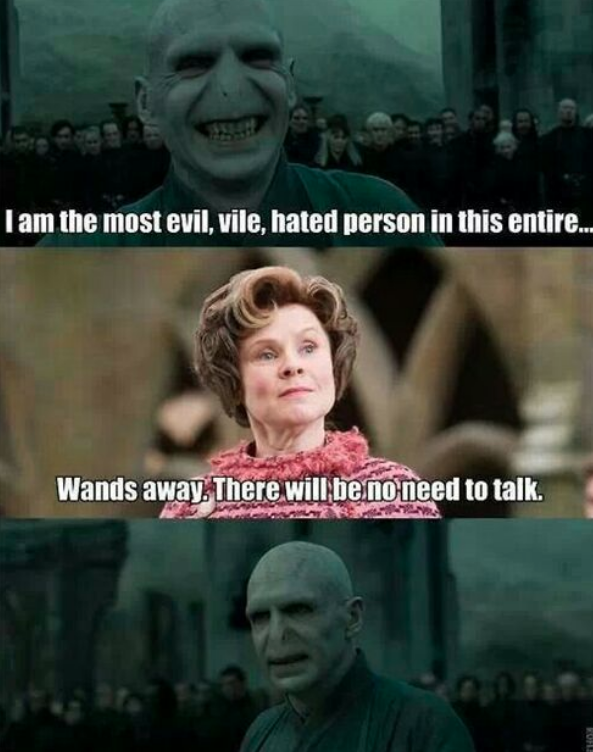 I am the most evil, vile, hated person in this entire...
Wands away. There will be no need to talk.